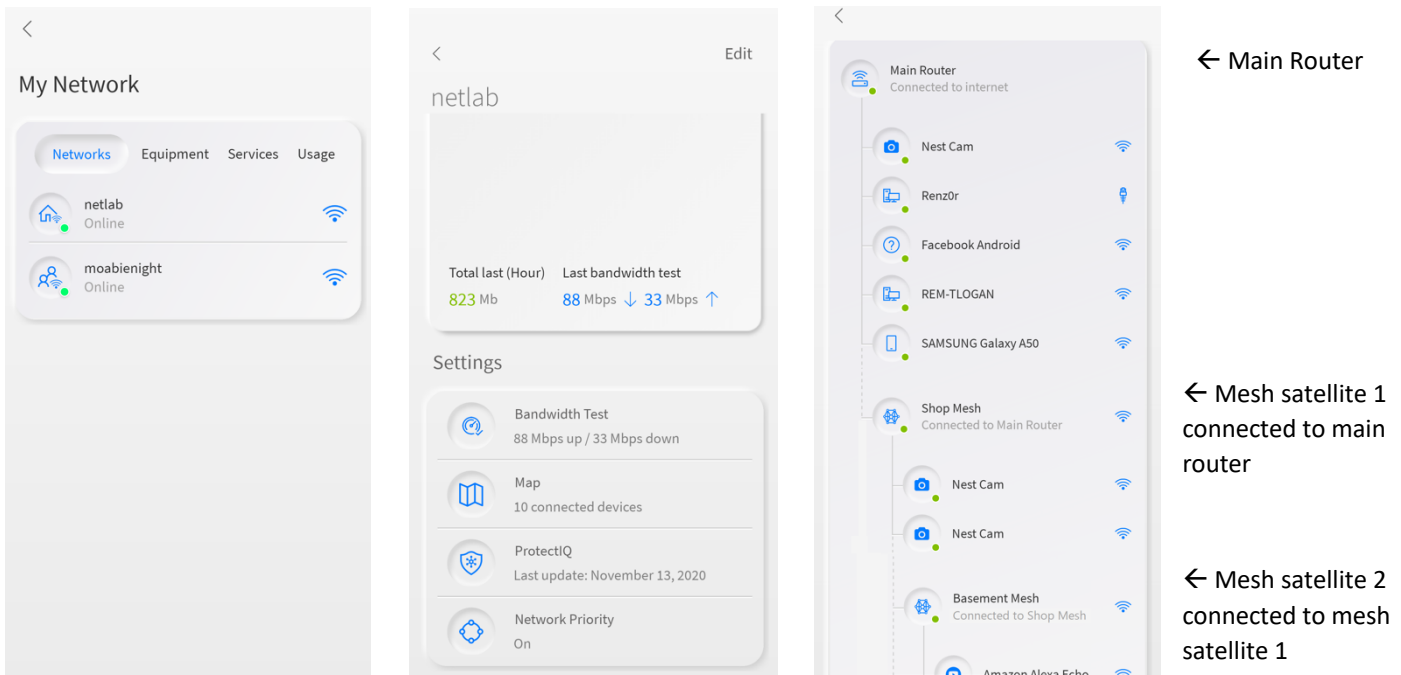 My Network
Networks Equipment Services Usage
netlab
Online
moabienight
Online
Edit
netlab
Total last (Hour) Last bandwidth test
823 Mb 88 Mbps ↓ 33 Mbps ↑
Settings
Bandwidth Test
88 Mbps up / 33 Mbps down
Map
10 connected devices
ProtectIQ
Last update: November 13, 2020
Network Priority
On
Main Router
Connected to internet
Nest Cam
Renz0r
Facebook Android
REM-TLOGAN
SAMSUNG Galaxy A50
Shop Mesh
Connected to Main Router
Nest Cam
Nest Cam
Basement Mesh
Connected to Shop Mesh
Amazon Alexa Echo
← Main Router
← Mesh satellite 1
connected to main
router
← Mesh satellite 2
connected to mesh
satellite 1